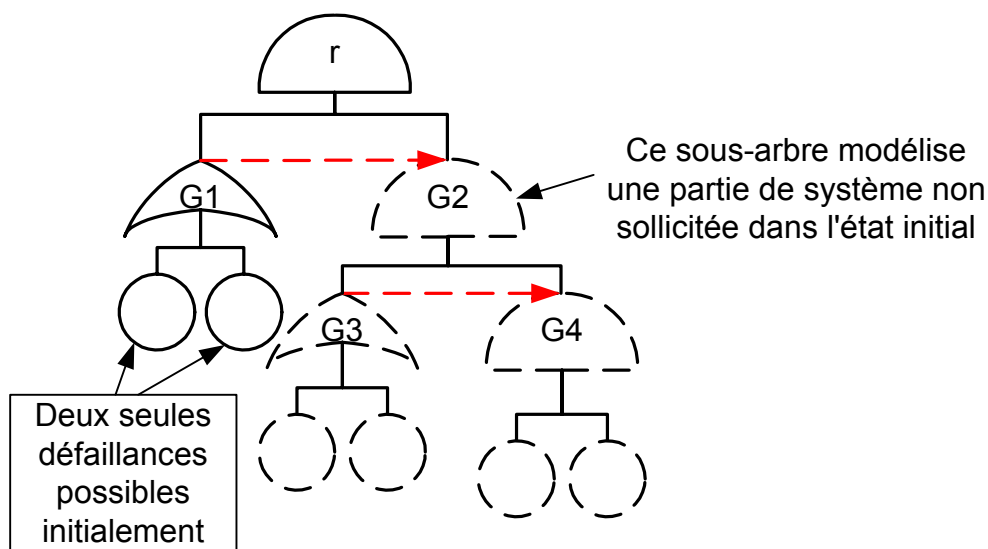 r
G1
G2
Ce sous-arbre modélise
une partie de système non
sollicitée dans l'état initial
G3
G4
Deux seules
défaillances
possibles
initialement